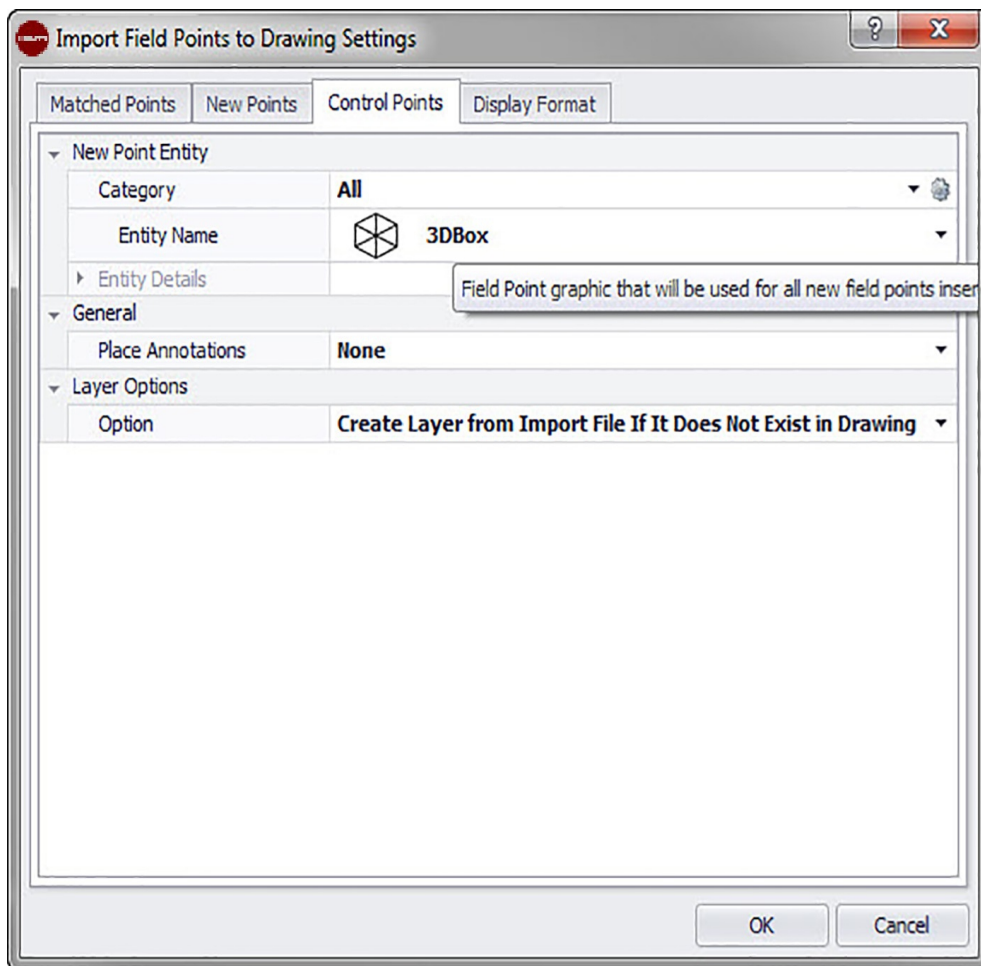 Import Field Points to Drawing Settings
Matched Points New Points Control Points Display Format
New Point Entity
Category All
Entity Name 3DBox
Entity Details
Field Point graphic that will be used for all new field points
General
Place Annotations None
Layer Options
Option Create Layer from Import File If It Does Not Exist in Drawing
OK Cancel